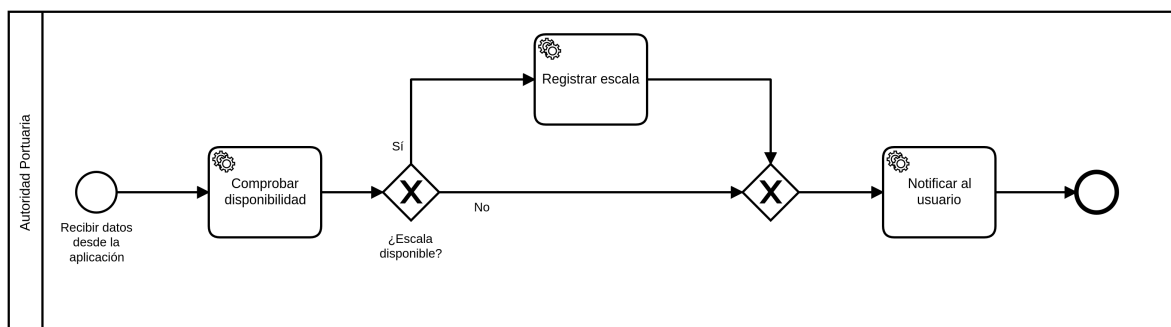 Autoridad Portuaria
Recibir datos
desde la
aplicación
Comprobar
disponibilidad
¿Escala
disponible?
Sí
No
Registrar escala
Notificar al
usuario